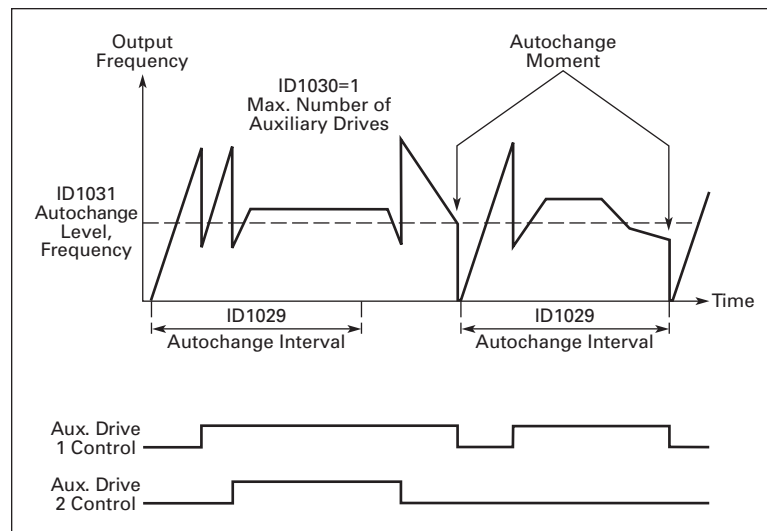 Output
Frequency
ID1030=1
Max. Number of
Auxiliary Drives
Autochange
Moment
ID1031
Autochange
Level,
Frequency
Time
ID1029
Autochange Interval
ID1029
Autochange Interval
Aux. Drive
1 Control
Aux. Drive
2 Control